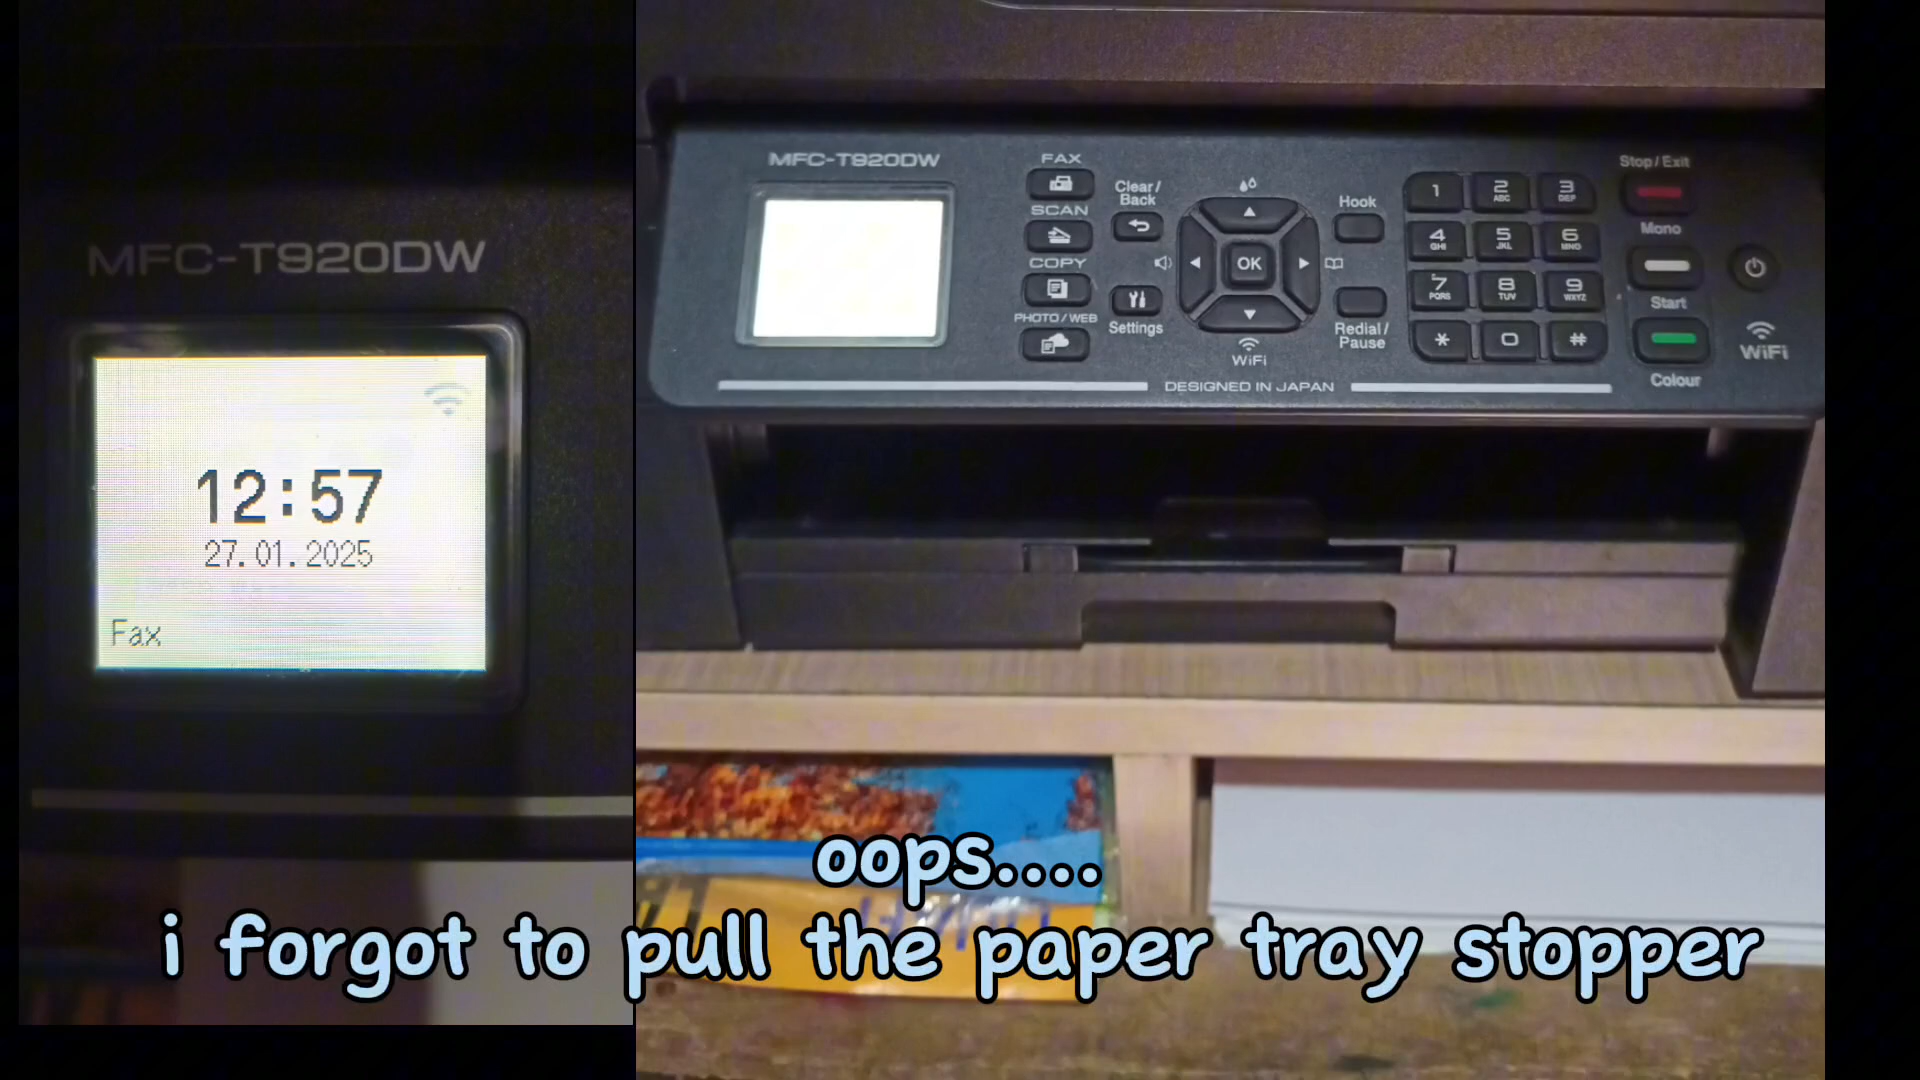 MFC-T920DW
12:57
27.01.2025
Fax
MFC-T920DW
FAX
SCAN
COPY
PHOTO / WEB
Clear /
Back
Settings
OK
WiFi
Hook
Redial /
Pause
1
2 ABC
3 DEF
4 GHI
5 JKL
6 MNO
7 PQRS
8 TUV
9 WXYZ
*
0
#
Stop / Exit
Mono
Start
Colour
WiFi
DESIGNED IN JAPAN
oops....
i forgot to pull the paper tray stopper